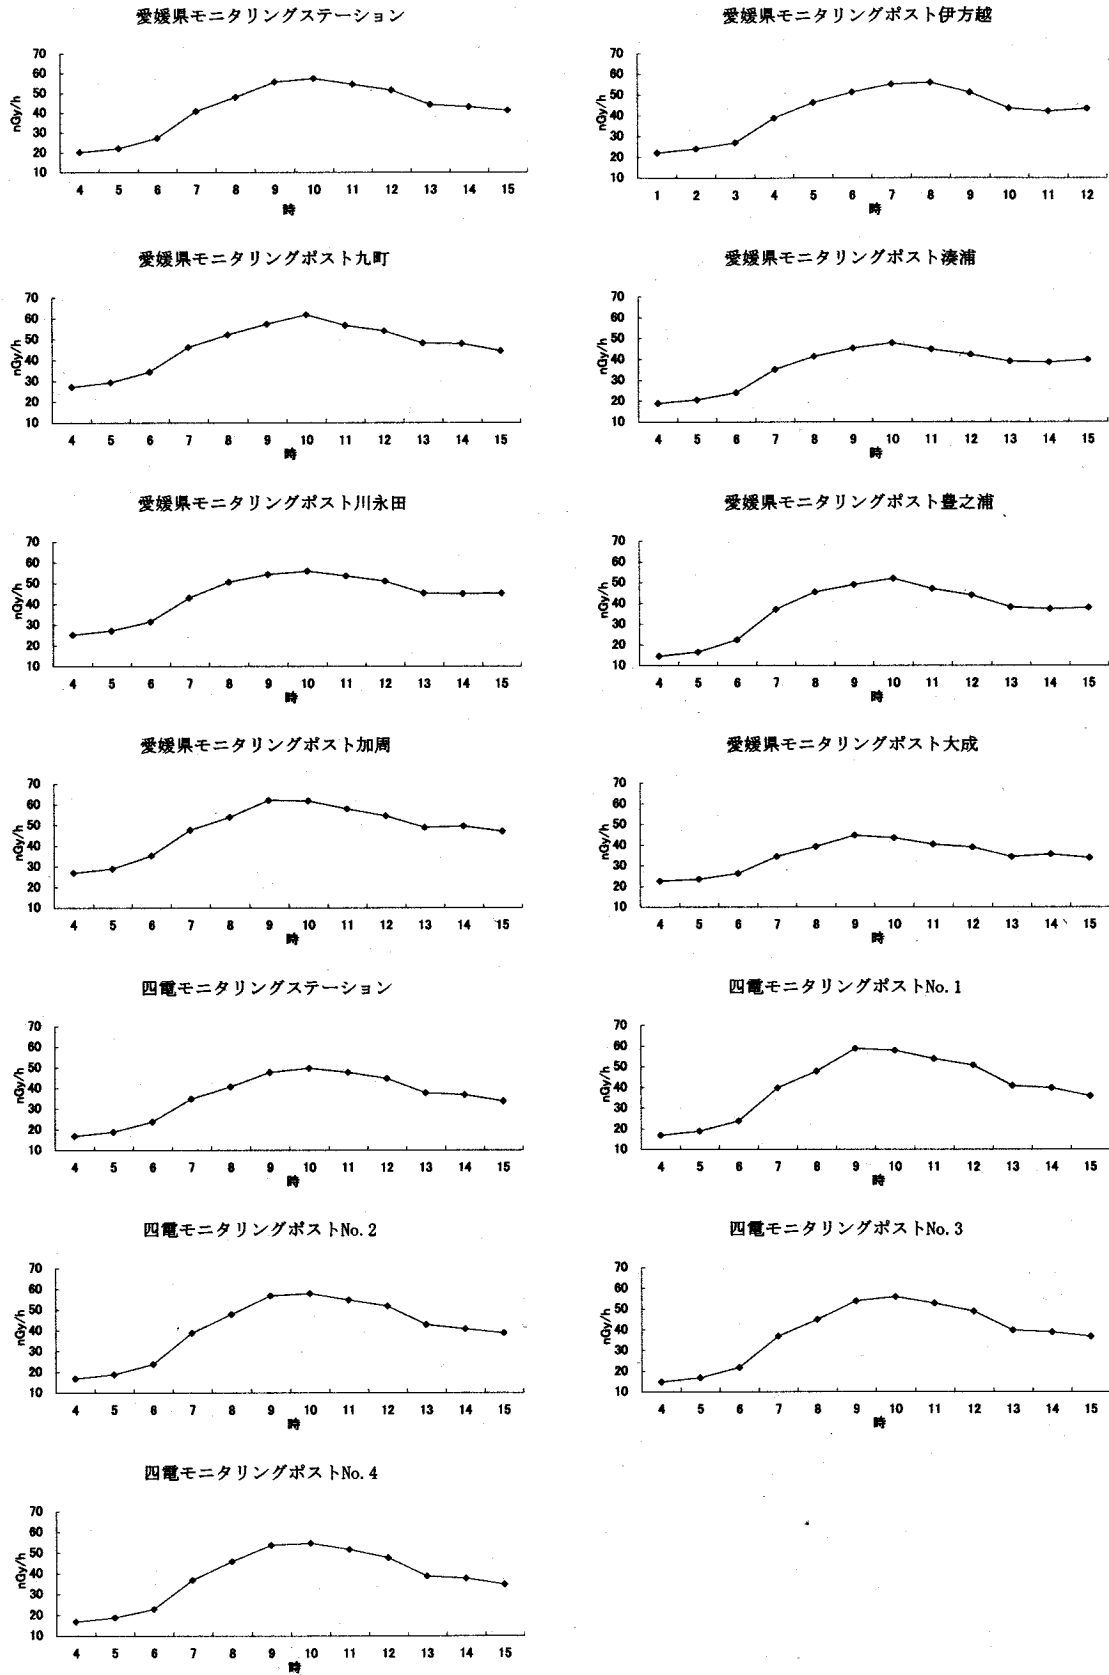 愛媛県モニタリングステーション
70
60
50
40
30
20
10
nGy/h
4 5 6 7 8 9 10 11 12 13 14 15
時
愛媛県モニタリングポスト伊方越
70
60
50
40
30
20
10
nGy/h
1 2 3 4 5 6 7 8 9 10 11 12
時
愛媛県モニタリングポスト九町
70
60
50
40
30
20
10
nGy/h
4 5 6 7 8 9 10 11 12 13 14 15
時
愛媛県モニタリングポスト湊浦
70
60
50
40
30
20
10
nGy/h
4 5 6 7 8 9 10 11 12 13 14 15
時
愛媛県モニタリングポスト川永田
70
60
50
40
30
20
10
nGy/h
4 5 6 7 8 9 10 11 12 13 14 15
時
愛媛県モニタリングポスト豊之浦
70
60
50
40
30
20
10
nGy/h
4 5 6 7 8 9 10 11 12 13 14 15
時
愛媛県モニタリングポスト加周
70
60
50
40
30
20
10
nGy/h
4 5 6 7 8 9 10 11 12 13 14 15
時
愛媛県モニタリングポスト大成
70
60
50
40
30
20
10
nGy/h
4 5 6 7 8 9 10 11 12 13 14 15
時
四電モニタリングステーション
70
60
50
40
30
20
10
nGy/h
4 5 6 7 8 9 10 11 12 13 14 15
時
四電モニタリングポストNo.1
70
60
50
40
30
20
10
nGy/h
4 5 6 7 8 9 10 11 12 13 14 15
時
四電モニタリングポストNo.2
70
60
50
40
30
20
10
nGy/h
4 5 6 7 8 9 10 11 12 13 14 15
時
四電モニタリングポストNo.3
70
60
50
40
30
20
10
nGy/h
4 5 6 7 8 9 10 11 12 13 14 15
時
四電モニタリングポストNo.4
70
60
50
40
30
20
10
nGy/h
4 5 6 7 8 9 10 11 12 13 14 15
時